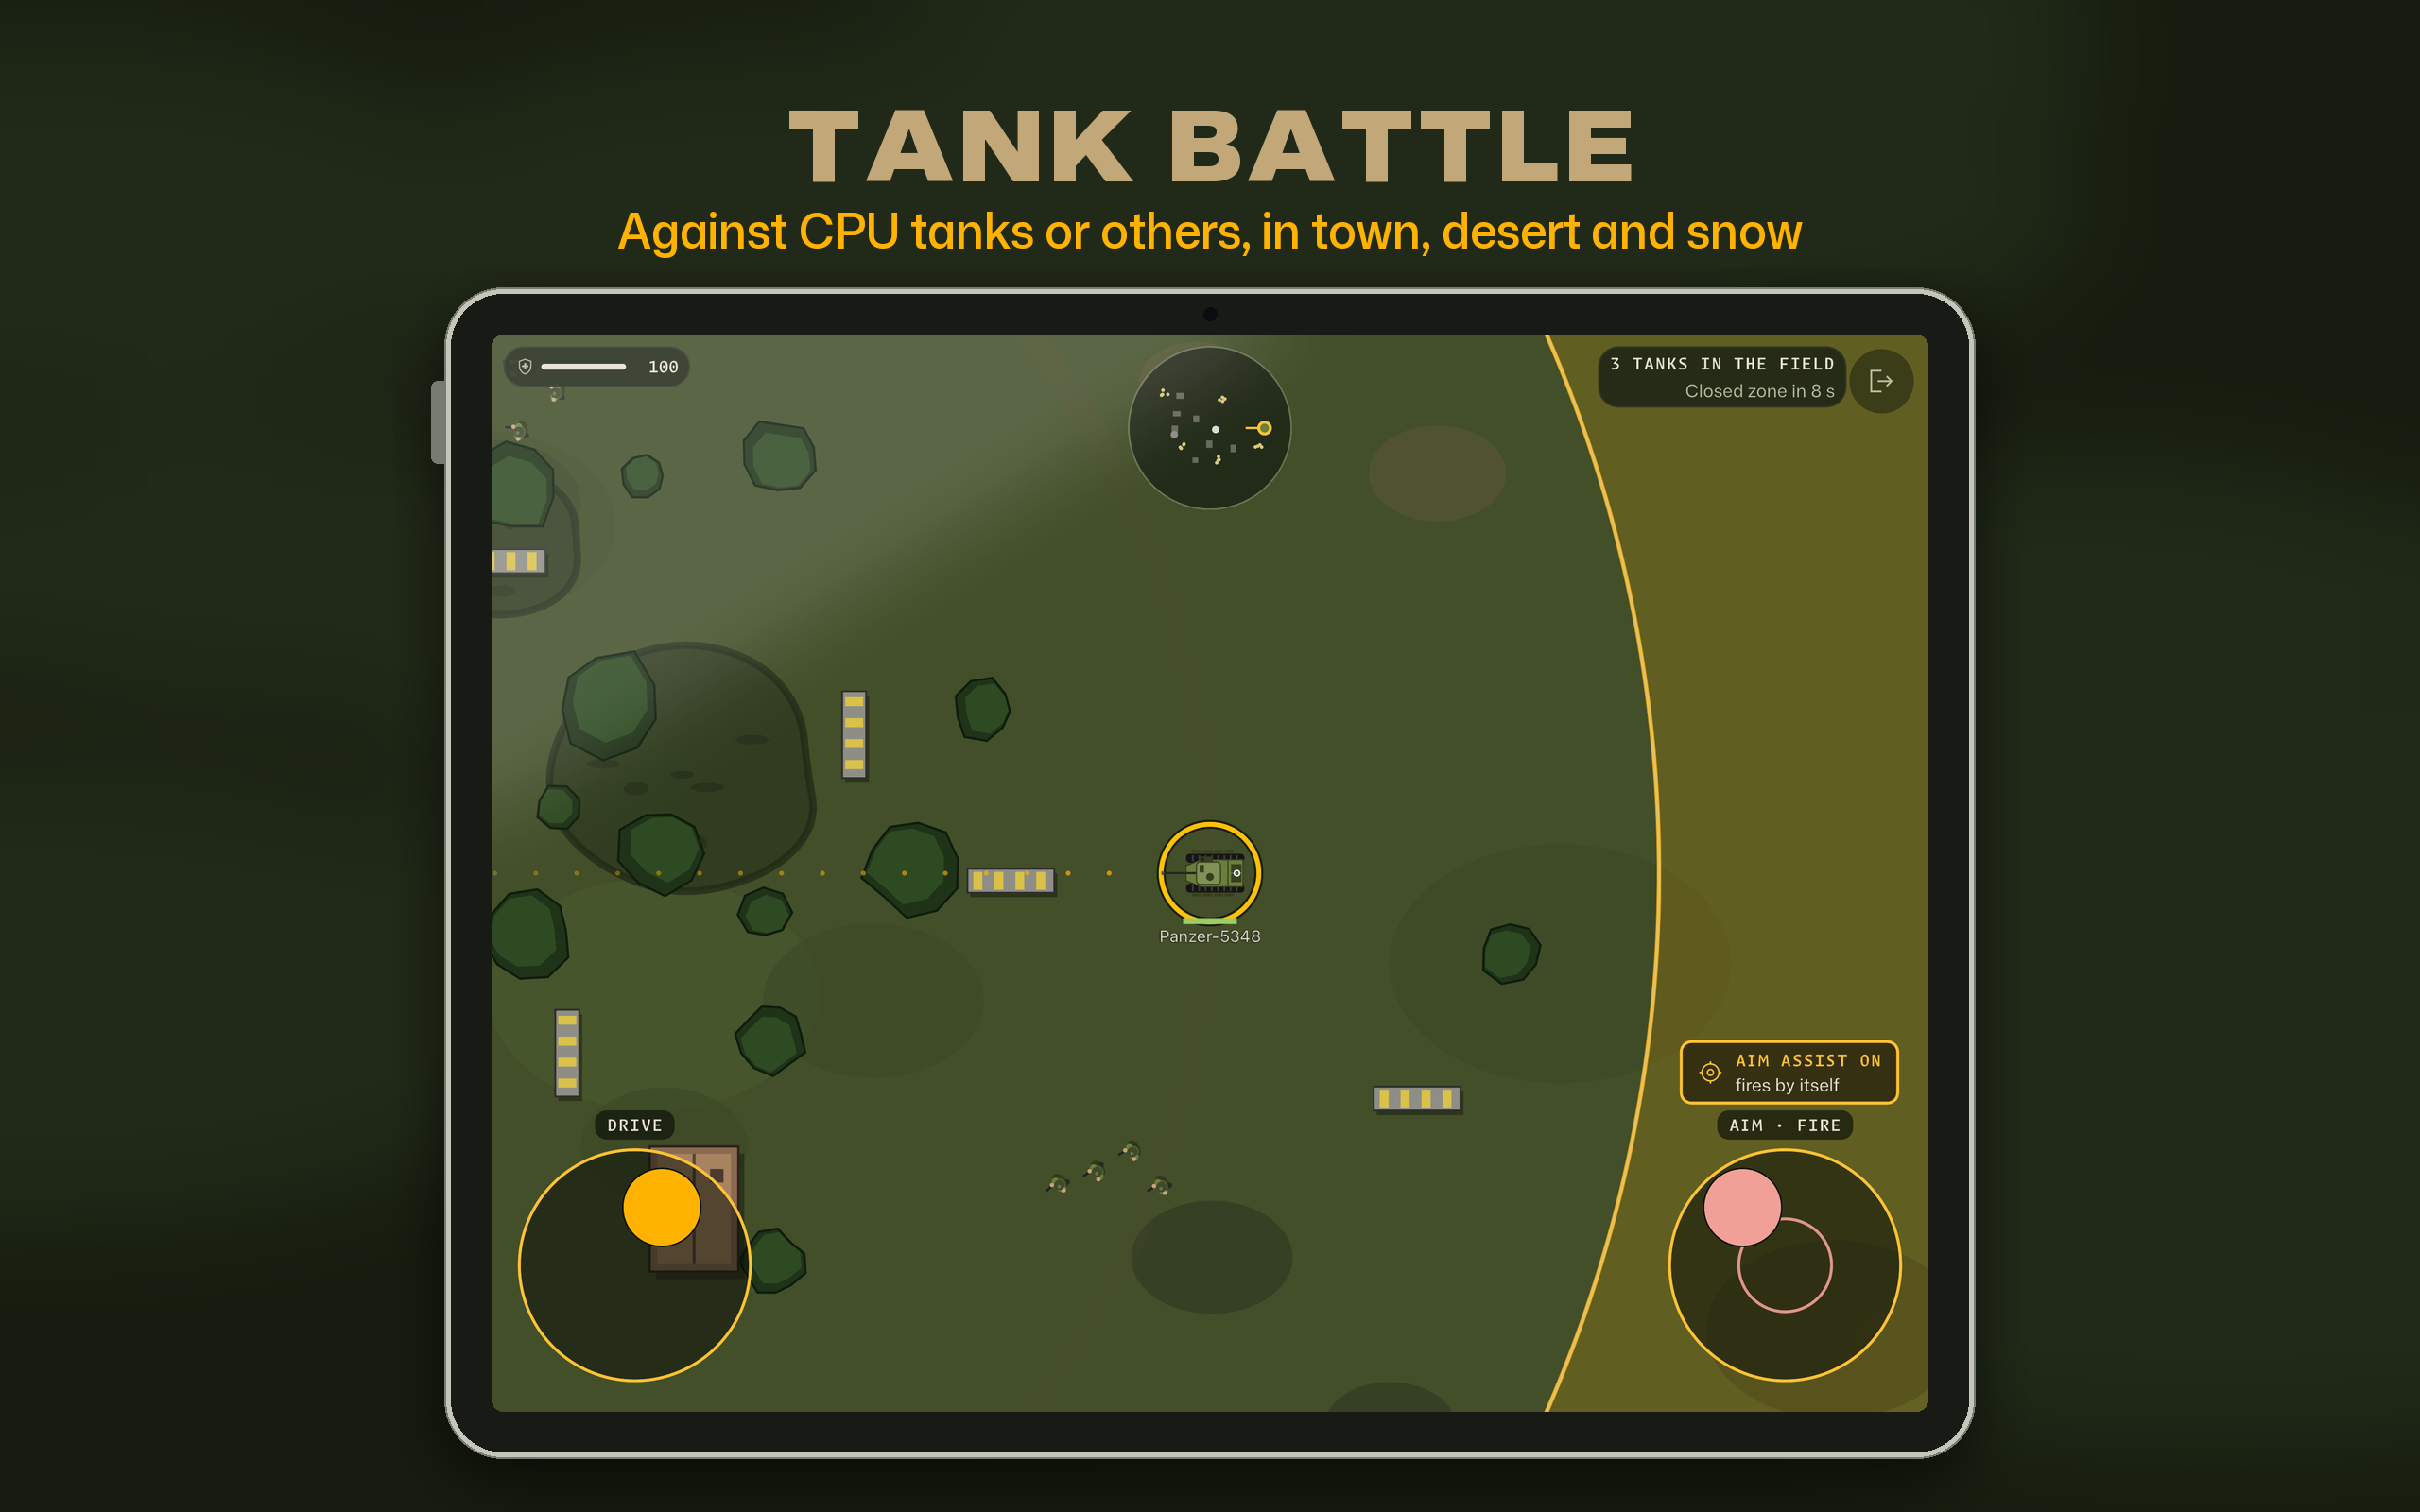 TANK BATTLE
Against CPU tanks or others, in town, desert and snow
100
3 TANKS IN THE FIELD
Closed zone in 8 s
Panzer-5348
AIM ASSIST ON
fires by itself
DRIVE
AIM · FIRE